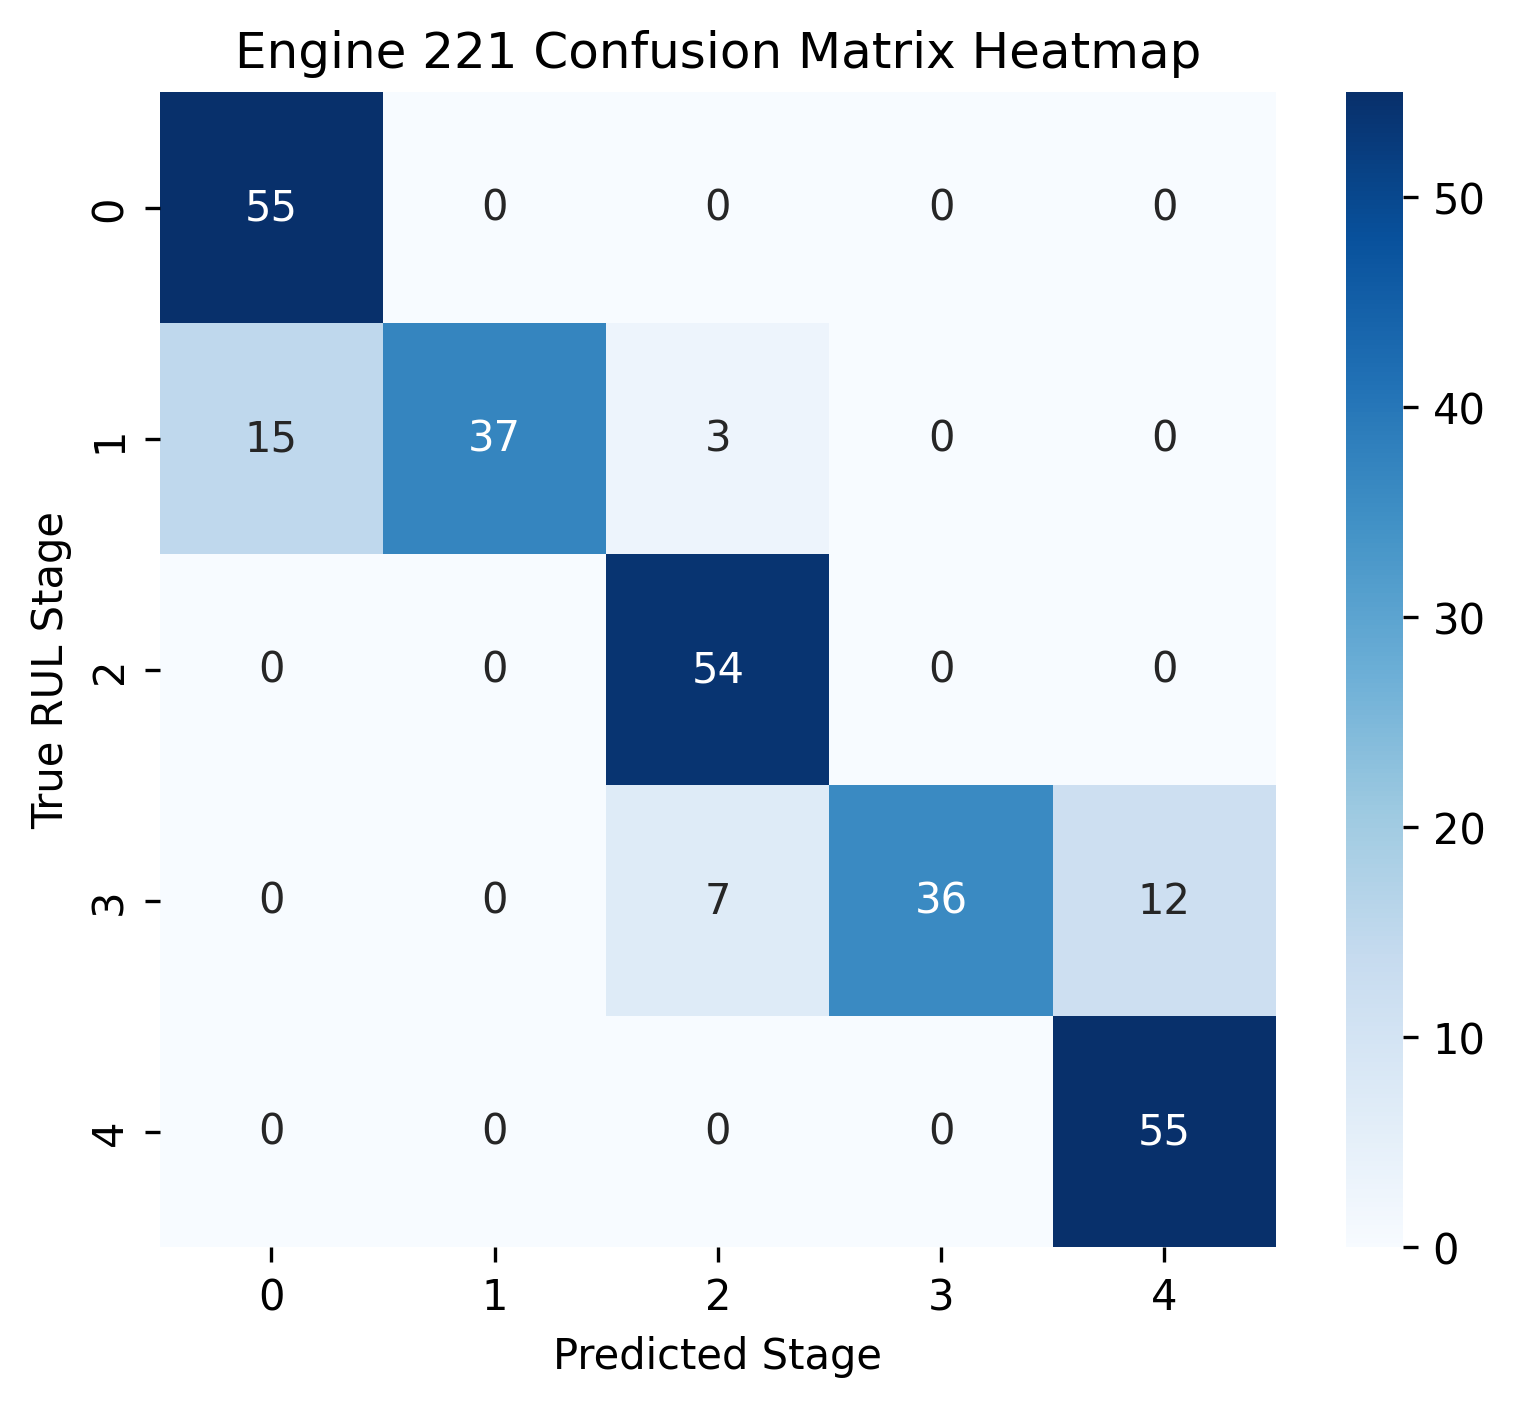 Engine 221 Confusion Matrix Heatmap
True RUL Stage
0 55 0 0 0 0
1 15 37 3 0 0
2 0 0 54 0 0
3 0 0 7 36 12
4 0 0 0 0 55
0 1 2 3 4
Predicted Stage
50
40
30
20
10
0